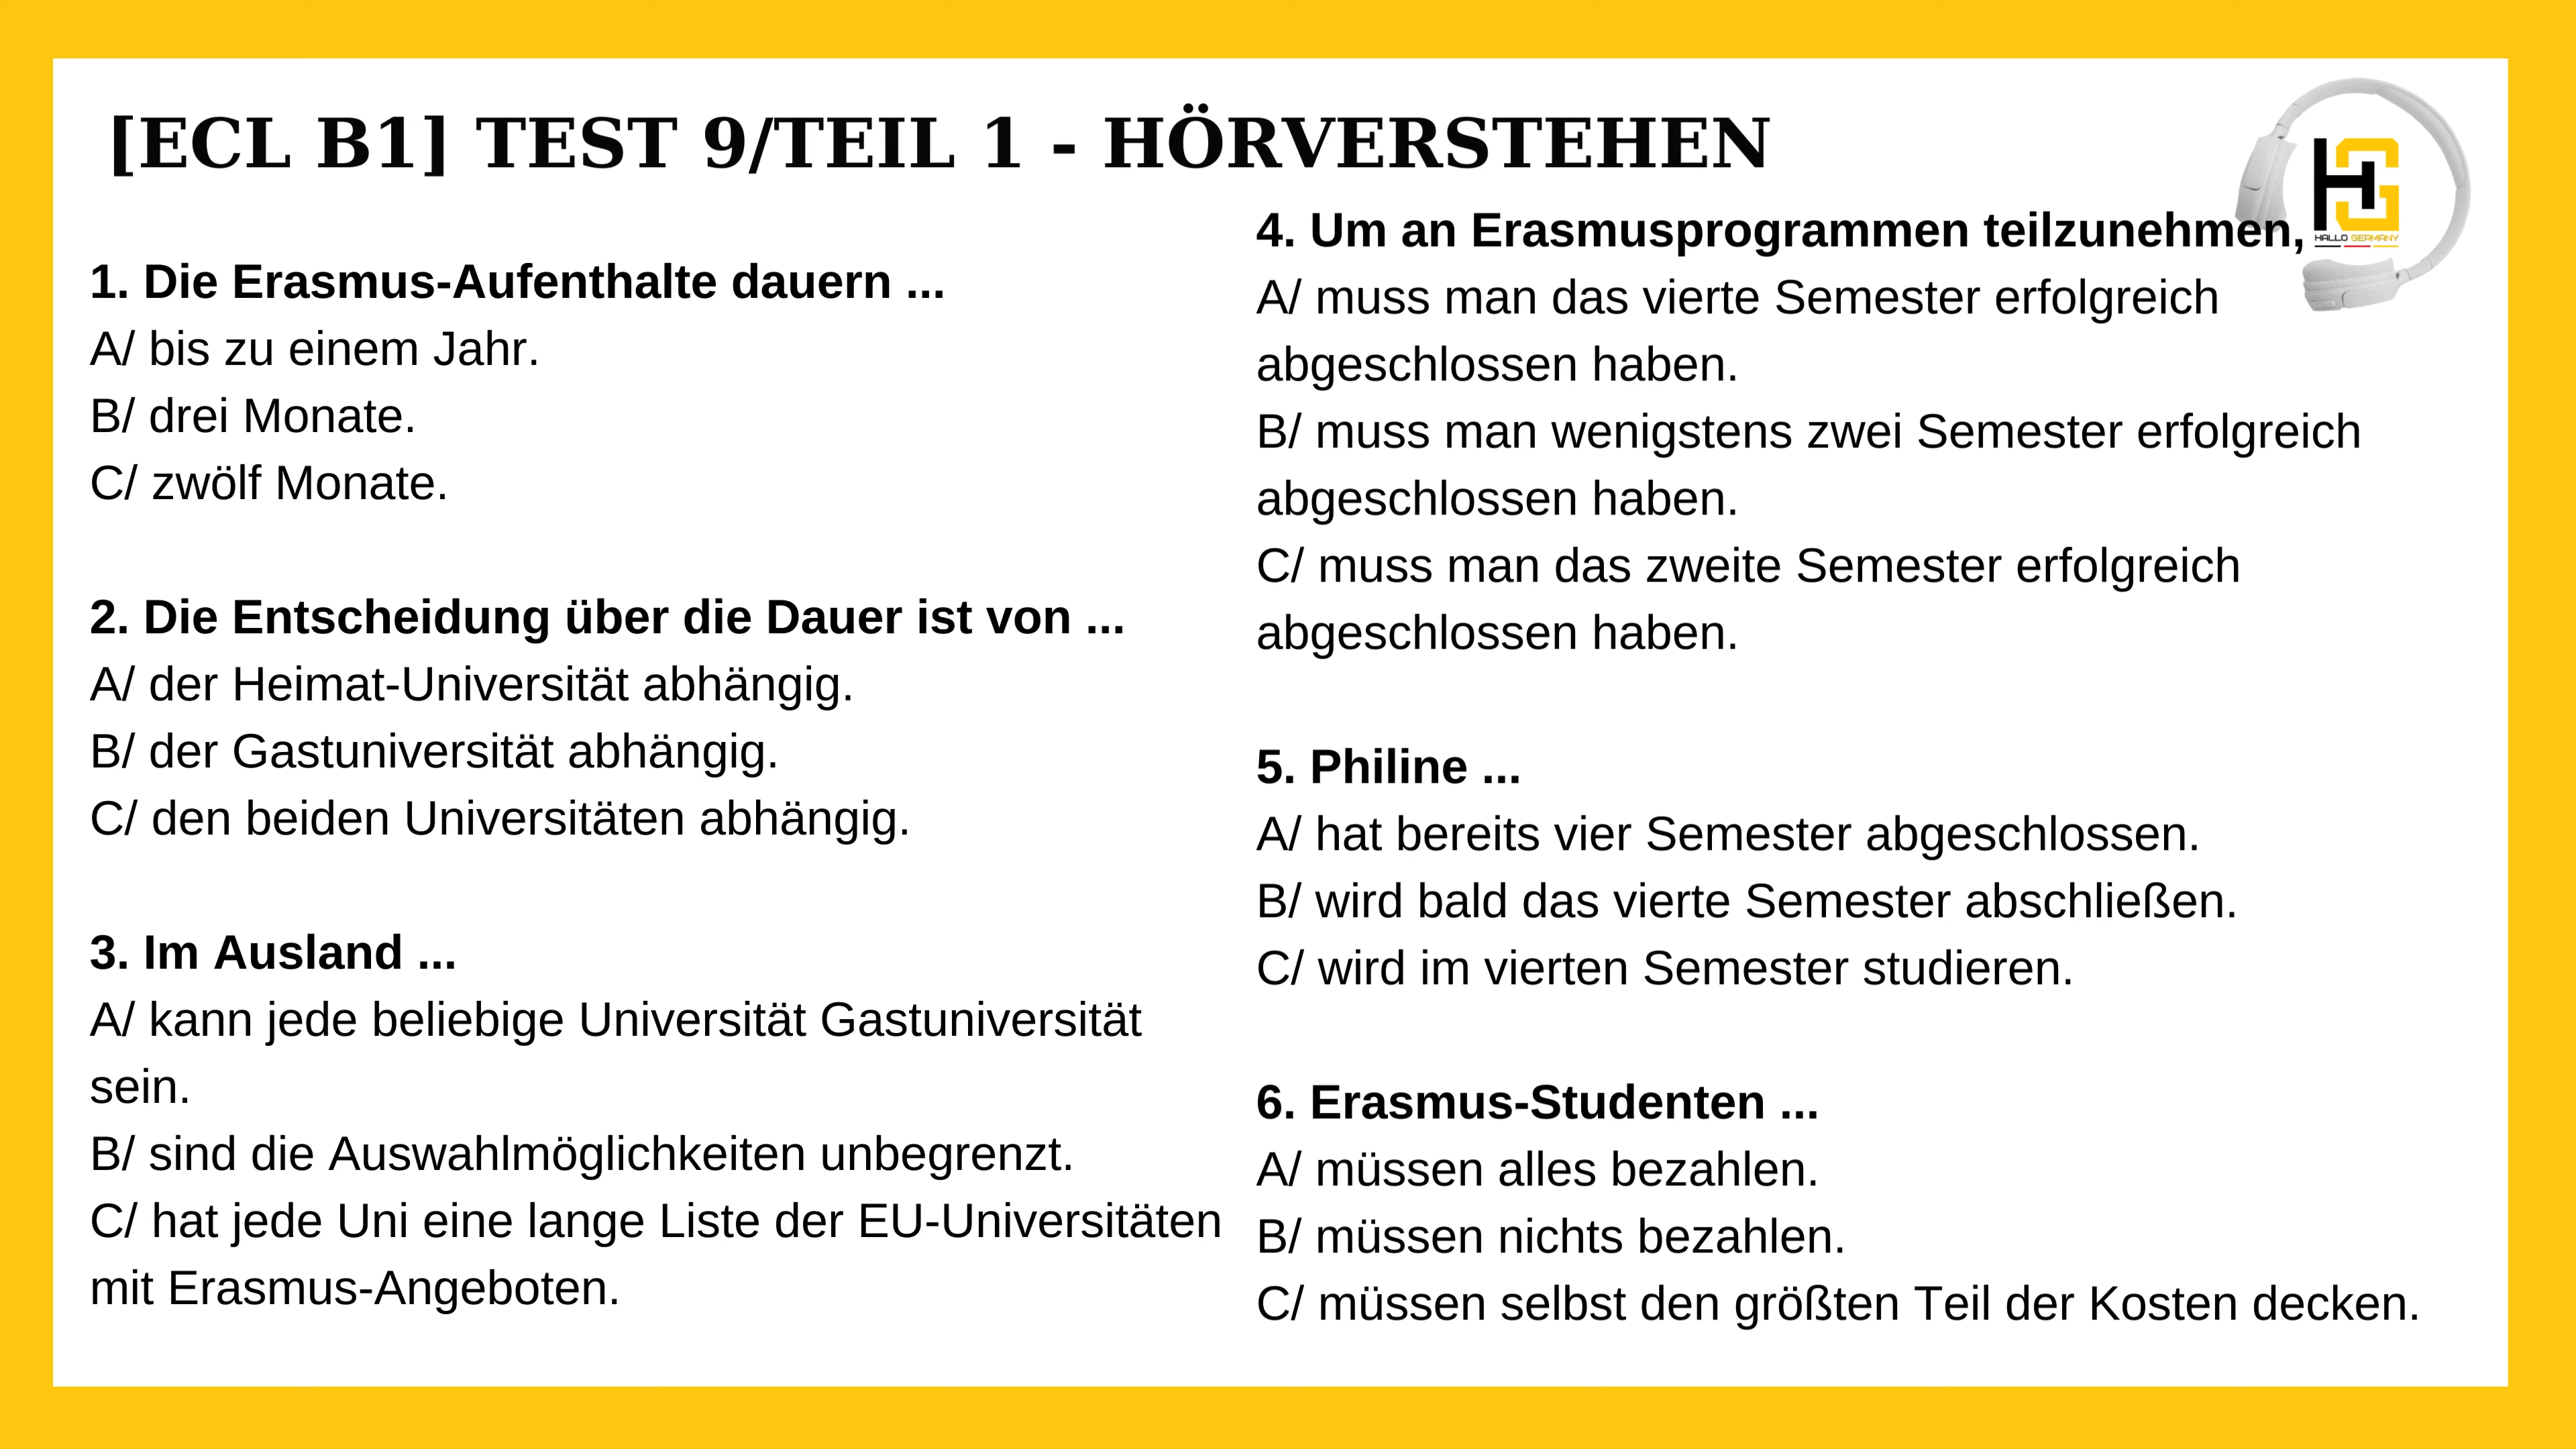 [ECL B1] TEST 9/TEIL 1 - HÖRVERSTEHEN
1. Die Erasmus-Aufenthalte dauern ...
A/ bis zu einem Jahr.
B/ drei Monate.
C/ zwölf Monate.
2. Die Entscheidung über die Dauer ist von ...
A/ der Heimat-Universität abhängig.
B/ der Gastuniversität abhängig.
C/ den beiden Universitäten abhängig.
3. Im Ausland ...
A/ kann jede beliebige Universität Gastuniversität
sein.
B/ sind die Auswahlmöglichkeiten unbegrenzt.
C/ hat jede Uni eine lange Liste der EU-Universitäten
mit Erasmus-Angeboten.
4. Um an Erasmusprogrammen teilzunehmen,
A/ muss man das vierte Semester erfolgreich
abgeschlossen haben.
B/ muss man wenigstens zwei Semester erfolgreich
abgeschlossen haben.
C/ muss man das zweite Semester erfolgreich
abgeschlossen haben.
5. Philine ...
A/ hat bereits vier Semester abgeschlossen.
B/ wird bald das vierte Semester abschließen.
C/ wird im vierten Semester studieren.
6. Erasmus-Studenten ...
A/ müssen alles bezahlen.
B/ müssen nichts bezahlen.
C/ müssen selbst den größten Teil der Kosten decken.
HG
HALLO GERMANY